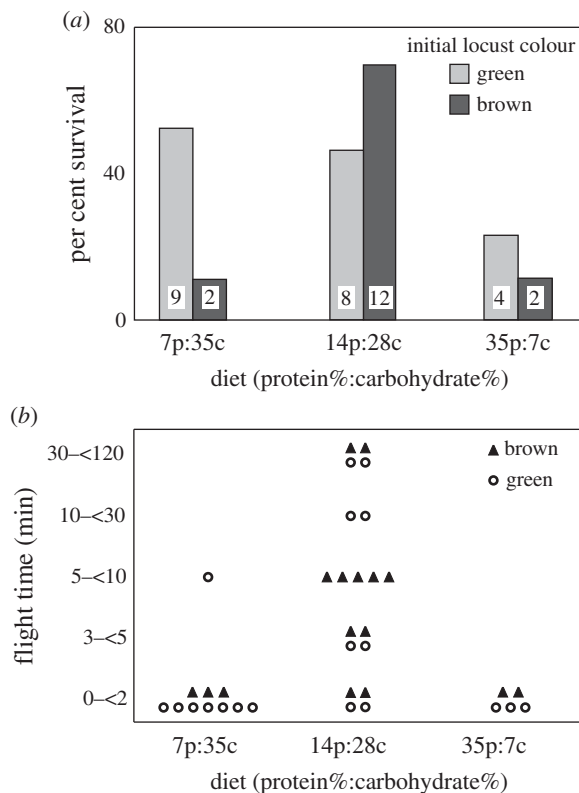 (a)
80
40
0
per cent survival
initial locust colour
green
brown
9 2 8 12 4 2
7p:35c 14p:28c 35p:7c
diet (protein%:carbohydrate%)
(b)
30–<120
10–<30
5–<10
3–<5
0–<2
flight time (min)
brown
green
7p:35c 14p:28c 35p:7c
diet (protein%:carbohydrate%)